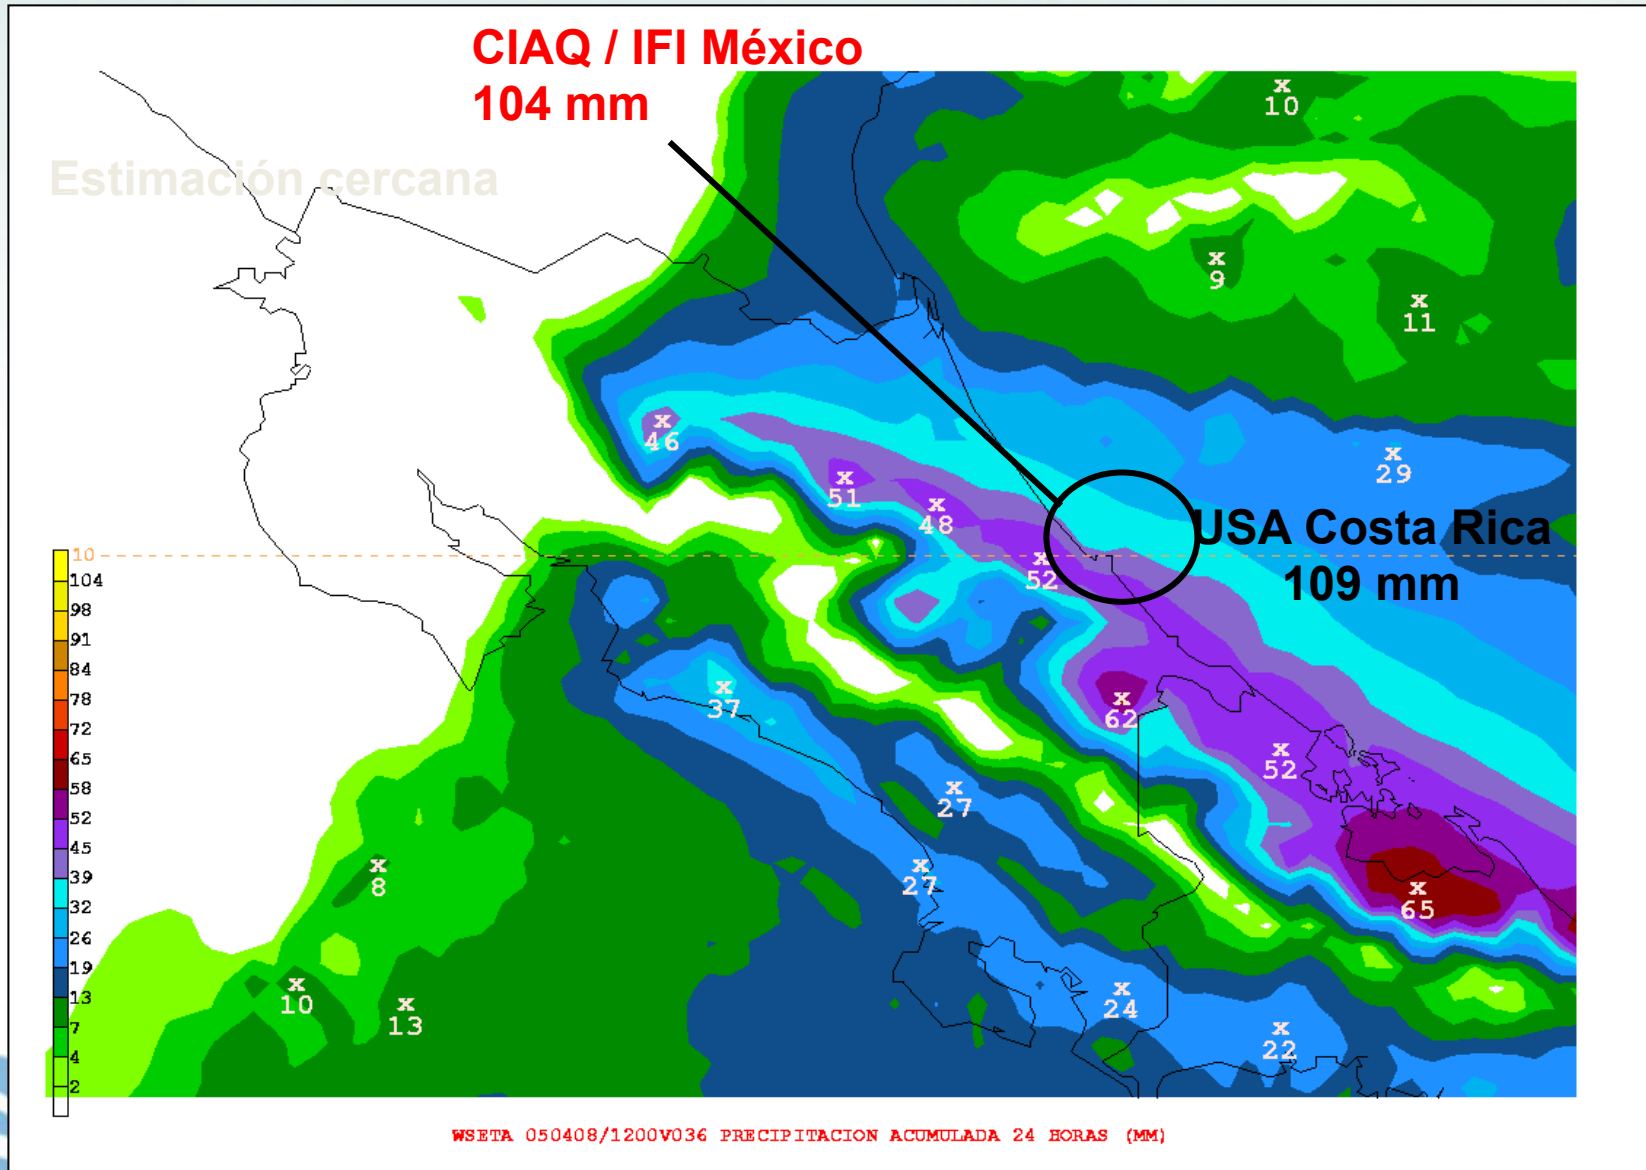 CIAQ / IFI México
104 mm
Estimación cercana
x
10
x
9
x
11
x
46
x
51
x
48
x
29
USA Costa Rica
109 mm
x
52
10
104
98
91
84
78
72
65
58
52
45
39
32
26
19
13
7
4
2
x
37
x
62
x
52
x
27
x
27
x
8
x
65
x
10
x
13
x
24
x
22
WSETA 050408/1200V036 PRECIPITACION ACUMULADA 24 HORAS (MM)